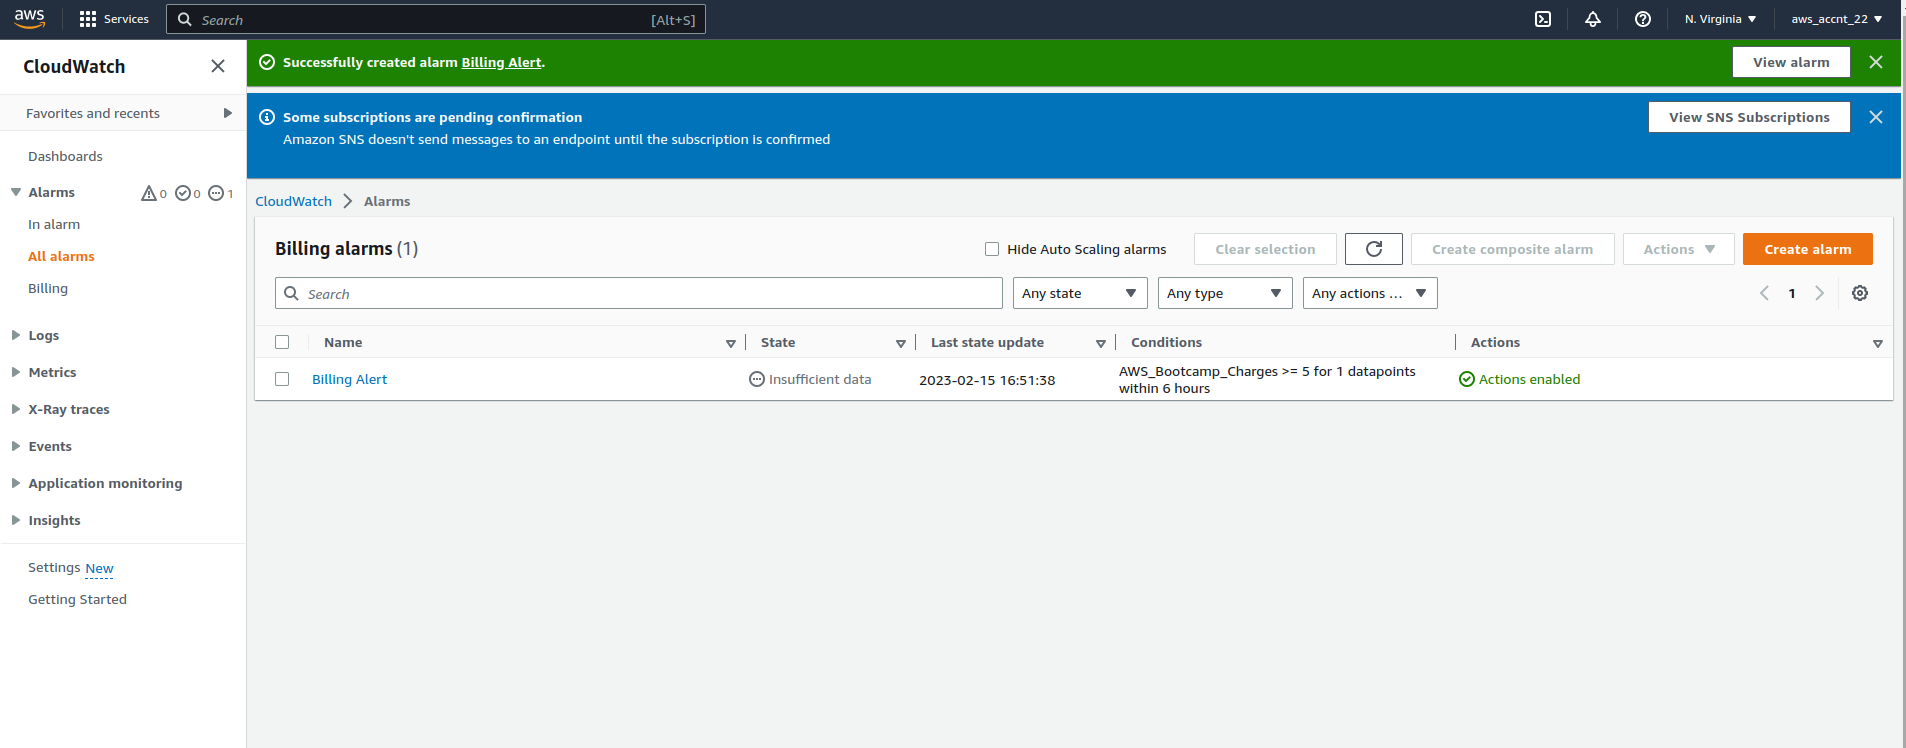 aws
Services
Search
[Alt+S]
N. Virginia
aws_accnt_22
CloudWatch
Favorites and recents
Dashboards
Alarms
0
0
1
In alarm
All alarms
Billing
Logs
Metrics
X-Ray traces
Events
Application monitoring
Insights
Settings New
Getting Started
Successfully created alarm Billing Alert.
View alarm
Some subscriptions are pending confirmation
Amazon SNS doesn't send messages to an endpoint until the subscription is confirmed
View SNS Subscriptions
CloudWatch
Alarms
Billing alarms (1)
Hide Auto Scaling alarms
Clear selection
Create composite alarm
Actions
Create alarm
Search
Any state
Any type
Any actions ...
1
Name
State
Last state update
Conditions
Actions
Billing Alert
Insufficient data
2023-02-15 16:51:38
AWS_Bootcamp_Charges >= 5 for 1 datapoints
within 6 hours
Actions enabled